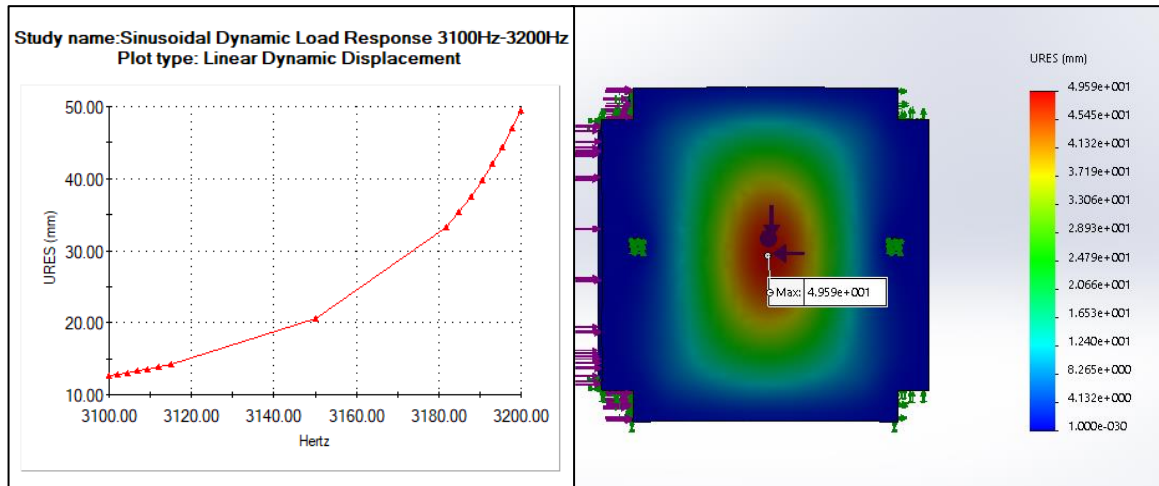 Study name:Sinusoidal Dynamic Load Response 3100Hz-3200Hz
Plot type: Linear Dynamic Displacement
URES (mm)
50.00
40.00
30.00
20.00
10.00
3100.00 3120.00 3140.00 3160.00 3180.00 3200.00
Hertz
Max: 4.959e+001
URES (mm)
4.959e+001
4.545e+001
4.132e+001
3.719e+001
3.306e+001
2.893e+001
2.479e+001
2.066e+001
1.653e+001
1.240e+001
8.265e+000
4.132e+000
1.000e-030